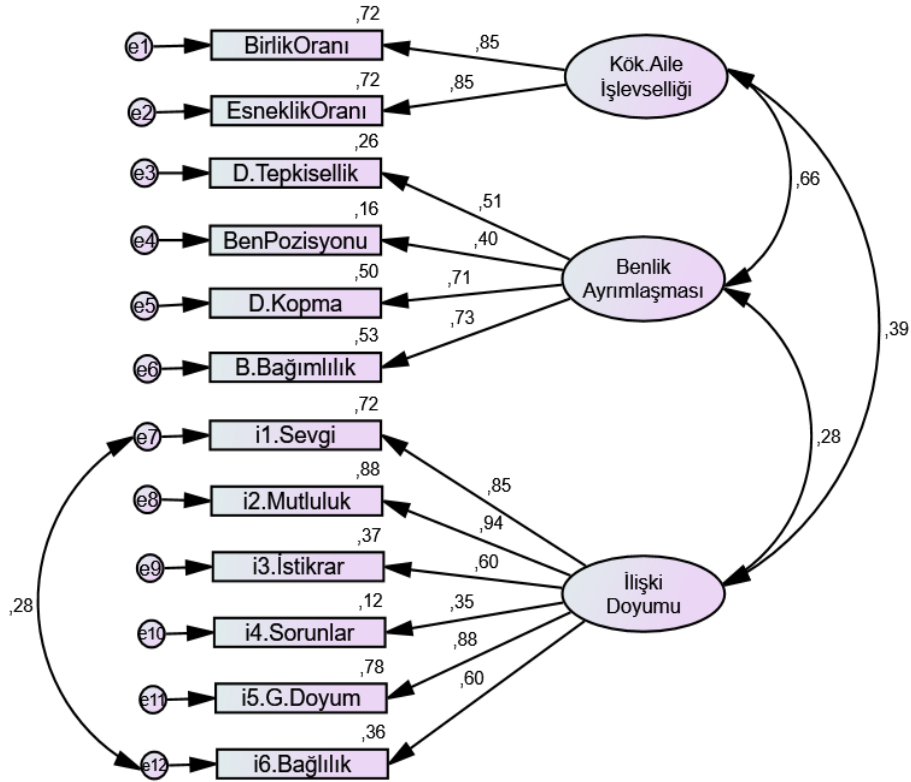 ,72
e1
BirlikOranı
,85
Kök.Aile
İşlevselliği
,72
e2
EsneklikOranı
,85
,26
e3
D.Tepkisellik
,51
,66
,16
e4
BenPozisyonu
,40
Benlik
Ayrımlaşması
,50
e5
D.Kopma
,71
,53
e6
B.Bağımlılık
,73
,39
,72
e7
i1.Sevgi
,85
,28
,88
e8
i2.Mutluluk
,94
,37
e9
i3.İstikrar
,60
İlişki
Doyumu
,28
,12
e10
i4.Sorunlar
,35
,78
e11
i5.G.Doyum
,88
,36
e12
i6.Bağlılık
,60